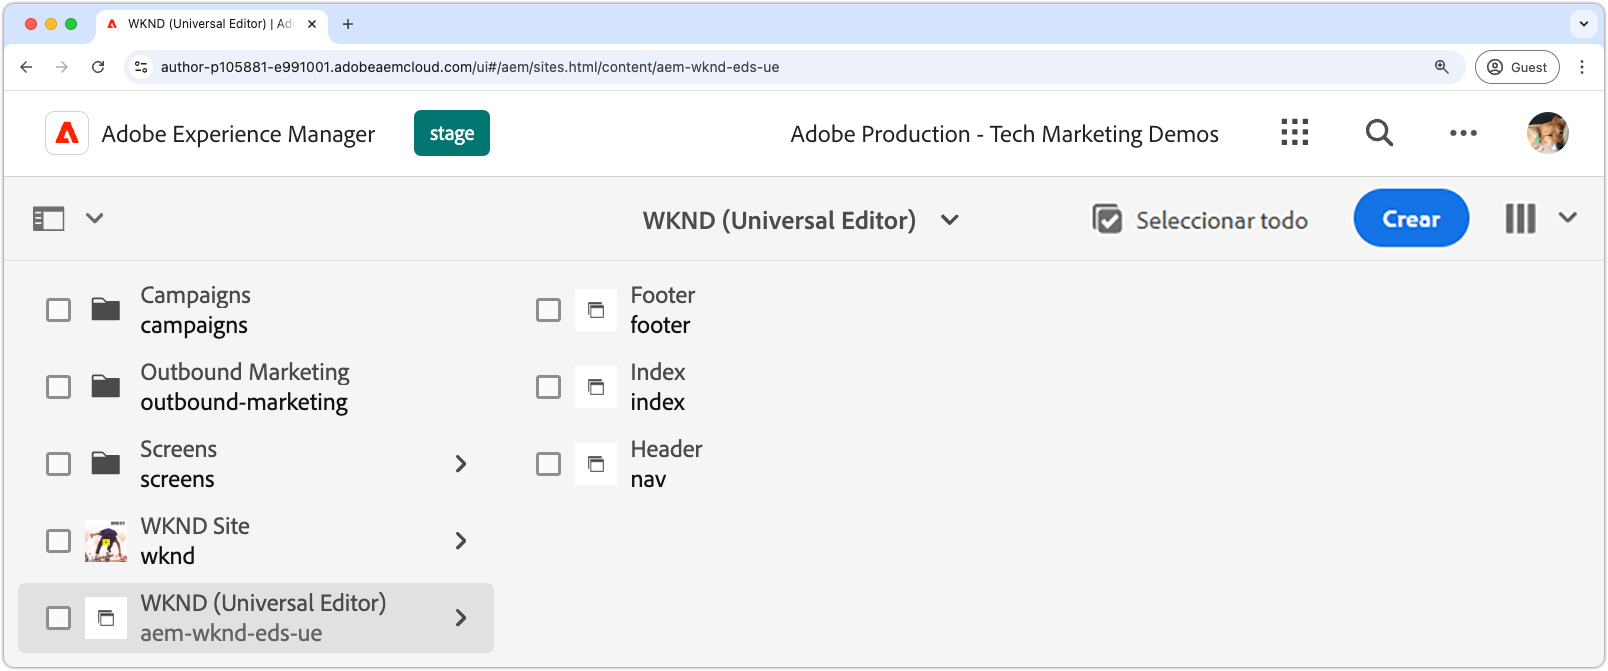 WKND (Universal Editor) | Ad
author-p105881-e991001.adobeaemcloud.com/ui#/aem/sites.html/content/aem-wknd-eds-ue
Guest
Adobe Experience Manager
stage
Adobe Production - Tech Marketing Demos
WKND (Universal Editor)
Seleccionar todo
Crear
Campaigns
campaigns
Outbound Marketing
outbound-marketing
Screens
screens
WKND Site
wknd
WKND (Universal Editor)
aem-wknd-eds-ue
Footer
footer
Index
index
Header
nav